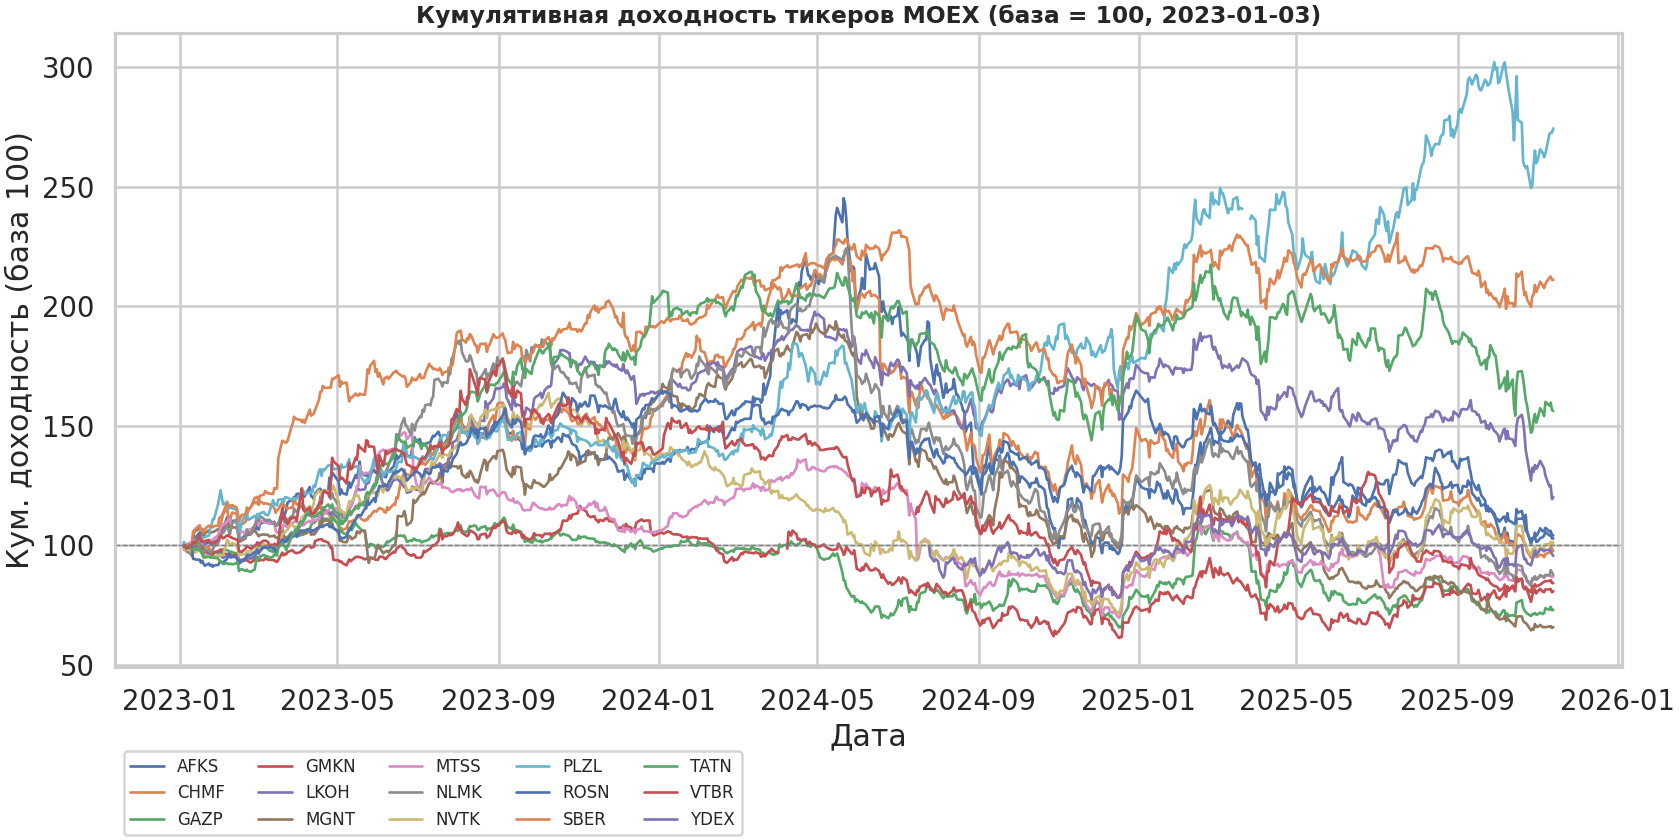 Кумулятивная доходность тикеров MOEX (база = 100, 2023-01-03)
Кум. доходность (база 100)
300
250
200
150
100
50
2023-01 2023-05 2023-09 2024-01 2024-05 2024-09 2025-01 2025-05 2025-09 2026-01
Дата
AFKS GMKN MTSS PLZL TATN
CHMF LKOH NLMK ROSN VTBR
GAZP MGNT NVTK SBER YDEX